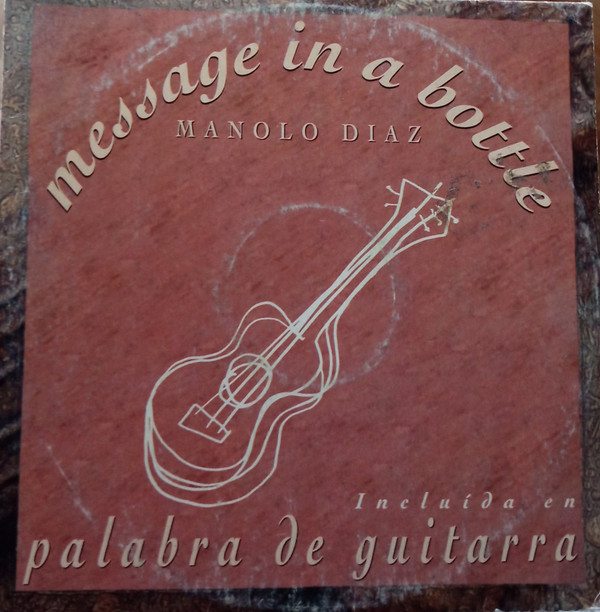 message in a bottle
MANOLO DIAZ
Incluída en
palabra de guitarra